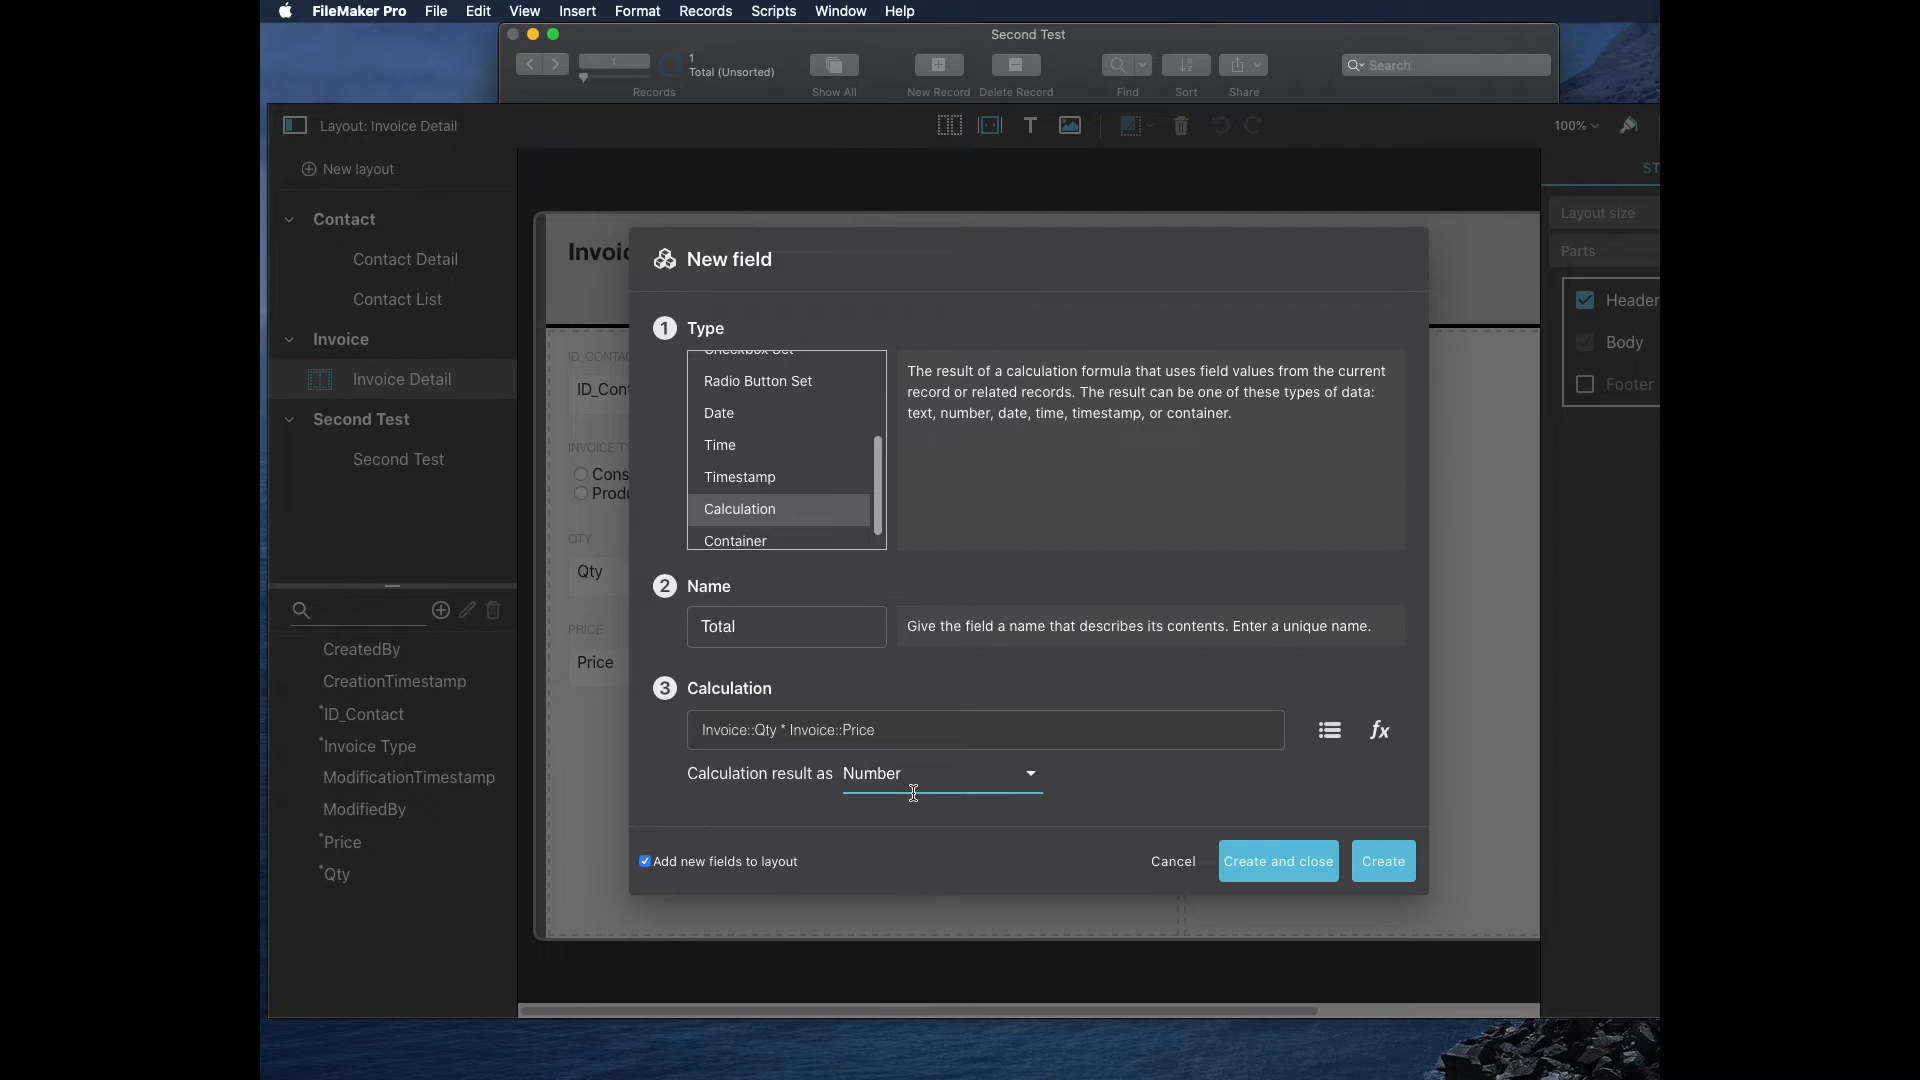 FileMaker Pro File Edit View Insert Format Records Scripts Window Help
Second Test
1
1
Total (Unsorted)
Search
Records Show All New Record Delete Record Find Sort Share
Layout: Invoice Detail
100%
New layout
Contact
Contact Detail
Contact List
Invoice
Invoice Detail
Second Test
Second Test
CreatedBy
CreationTimestamp
*ID_Contact
*Invoice Type
ModificationTimestamp
ModifiedBy
*Price
*Qty
QTY
Qty
PRICE
Price
New field
1 Type
Radio Button Set
Date
Time
Timestamp
Calculation
Container
The result of a calculation formula that uses field values from the current
record or related records. The result can be one of these types of data:
text, number, date, time, timestamp, or container.
2 Name
Total
Give the field a name that describes its contents. Enter a unique name.
3 Calculation
Invoice::Qty * Invoice::Price
fx
Calculation result as Number
Add new fields to layout
Cancel
Create and close
Create
Layout size
Parts
Header
Body
Footer